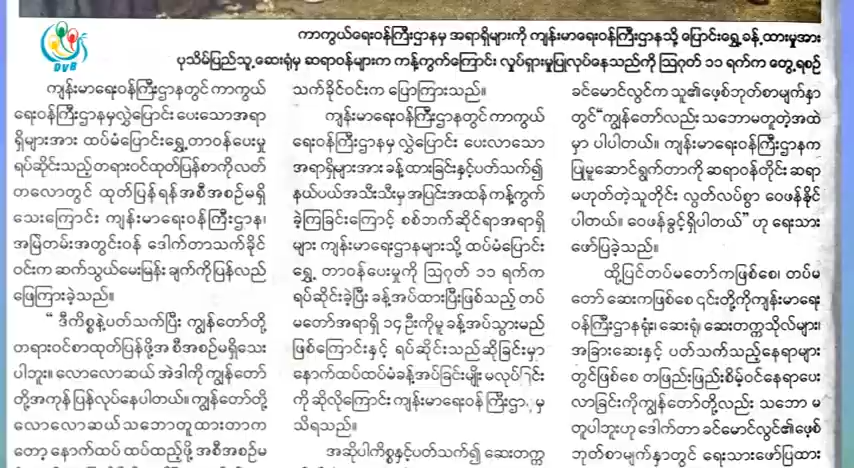 ကာကွယ်ရေးဝန်ကြီးဌာနမှ အရာရှိများကို ကျန်းမာရေးဝန်ကြီးဌာနသို့ ပြောင်းရွှေ့ခန့်ထားမှုအား
ပုသိမ်ပြည်သူ့ဆေးရုံမှ ဆရာဝန်များက ကန့်ကွက်ကြောင်း လှုပ်ရှားမှုပြုလုပ်နေသည်ကို ဩဂုတ် ၁၁ ရက်က တွေ့ရစဉ်
DVB
ကျန်းမာရေးဝန်ကြီးဌာနတွင် ကာကွယ်
ရေးဝန်ကြီးဌာနမှလွှဲပြောင်း ပေးသောအရာ
ရှိများအား ထပ်မံပြောင်းရွှေ့တာဝန်ပေးမှု
ရပ်ဆိုင်းသည့်တရားဝင်ထုတ်ပြန်စာကိုလတ်
တလောတွင် ထုတ်ပြန်ရန်အစီအစဉ်မရှိ
သေးကြောင်း ကျန်းမာရေးဝန်ကြီးဌာန၊
အမြဲတမ်းအတွင်းဝန် ဒေါက်တာသက်ခိုင်
ဝင်းက ဆက်သွယ်မေးမြန်း ချက်ကိုပြန်လည်
ဖြေကြားခဲ့သည်။
“ ဒီကိစ္စနဲ့ပတ်သက်ပြီး ကျွန်တော်တို့
တရားဝင်စာထုတ်ပြန်ဖို့အ စီအစဉ်မရှိသေး
ပါဘူး။ လောလောဆယ် အဲဒါကို ကျွန်တော်
တို့အကုန်ပြန်လုပ်နေပါတယ်။ ကျွန်တော်တို့
လောလောဆယ်သဘောတူထားတာက
တော့ နောက်ထပ် ထပ်ထည့်ဖို့ အစီအစဉ်မ
သက်ခိုင်ဝင်းက ပြောကြားသည်။
ကျန်းမာရေးဝန်ကြီးဌာနတွင် ကာကွယ်
ရေးဝန်ကြီးဌာနမှ လွှဲပြောင်း ပေးလာသော
အရာရှိများအား ခန့်ထားခြင်းနှင့်ပတ်သက်၍
နယ်ပယ်အသီးသီးမှ အပြင်းအထန် ကန့်ကွက်
ခဲ့ကြခြင်းကြောင့် စစ်ဘက်ဆိုင်ရာအရာရှိ
များ ကျန်းမာရေးဌာနများသို့ ထပ်မံပြောင်း
ရွှေ့ တာဝန်ပေးမှုကို ဩဂုတ် ၁၁ ရက်က
ရပ်ဆိုင်းခဲ့ပြီး ခန့်အပ်ထားပြီးဖြစ်သည့် တပ်
မတော်အရာရှိ ၁၄ ဦးကိုမူ ခန့်အပ်သွားမည်
ဖြစ်ကြောင်းနှင့် ရပ်ဆိုင်းသည်ဆိုခြင်းမှာ
နောက်ထပ်ထပ်မံခန့်အပ်ခြင်းမျိုး မလုပ်ခြင်း
ကို ဆိုလိုကြောင်း ကျန်းမာရေးဝန်ကြီးဌာနမှ
သိရသည်။
အဆိုပါကိစ္စနှင့်ပတ်သက်၍ ဆေးတက္က
ခင်မောင်လွင်က သူ၏ဖေ့စ်ဘုတ်စာမျက်နှာ
တွင်“ကျွန်တော်လည်း သဘောမတူတဲ့အထဲ
မှာ ပါပါတယ်။ ကျန်းမာရေးဝန်ကြီးဌာနက
ပြုမူဆောင်ရွက်တာကို ဆရာဝန်တိုင်း ဆရာ
မဟုတ်တဲ့သူတိုင်း လွတ်လပ်စွာ ဝေဖန်နိုင်
ပါတယ်။ ဝေဖန်ခွင့်ရှိပါတယ်” ဟု ရေးသား
ဖော်ပြခဲ့သည်။
ထို့ပြင်တပ်မတော်ကဖြစ်စေ၊ တပ်မ
တော် ဆေးကဖြစ်စေ ၎င်းတို့ကိုကျန်းမာရေး
ဝန်ကြီးဌာနရုံး၊ ဆေးရုံ၊ ဆေးတက္ကသိုလ်များ၊
အခြားဆေးနှင့် ပတ်သက်သည့်နေရာများ
တွင်ဖြစ်စေ တဖြည်းဖြည်းစိမ့်ဝင်နေရာပေး
လာခြင်းကိုကျွန်တော်တို့လည်း သဘော မ
တူပါဘူးဟု ဒေါက်တာ ခင်မောင်လွင်၏ဖေ့စ်
ဘုတ်စာမျက်နှာတွင် ရေးသားဖော်ပြထား